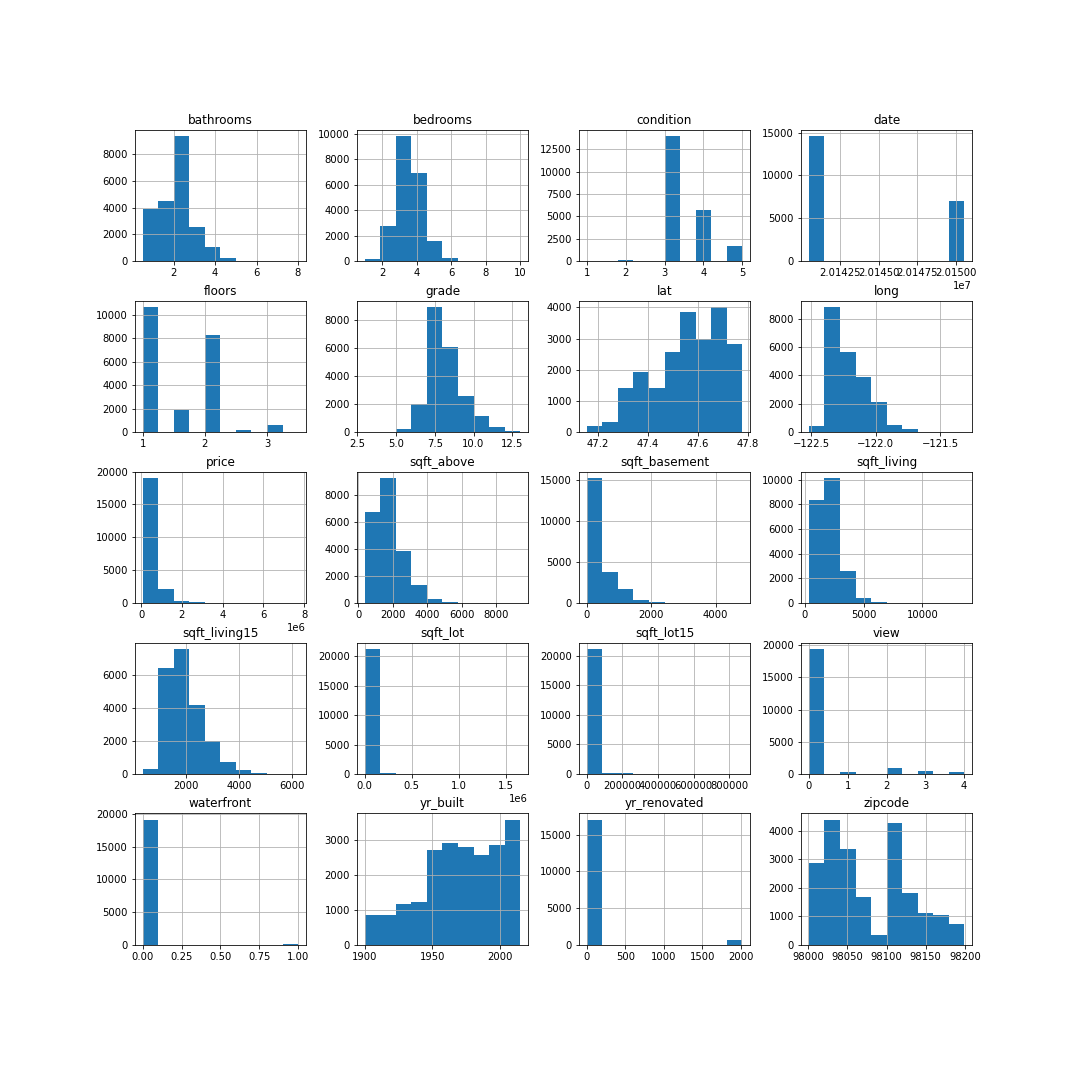 bathrooms bedrooms condition date
8000 6000 4000 2000 0
2 4 6 8
10000 8000 6000 4000 2000 0
2 4 6 8 10
12500 10000 7500 5000 2500 0
1 2 3 4 5
15000 10000 5000 0
2.01425 2.01450 2.01475 2.01500
1e7
floors grade lat long
10000 8000 6000 4000 2000 0
1 2 3
8000 6000 4000 2000 0
2.5 5.0 7.5 10.0 12.5
4000 3000 2000 1000 0
47.2 47.4 47.6 47.8
8000 6000 4000 2000 0
−122.5 −122.0 −121.5
price sqft_above sqft_basement sqft_living
20000 15000 10000 5000 0
0 2 4 6 8
1e6
8000 6000 4000 2000 0
0 2000 4000 6000 8000
15000 10000 5000 0
0 2000 4000
10000 8000 6000 4000 2000 0
0 5000 10000
sqft_living15 sqft_lot sqft_lot15 view
6000 4000 2000 0
0 2000 4000 6000
20000 15000 10000 5000 0
0.0 0.5 1.0 1.5
1e6
20000 15000 10000 5000 0
0 200000 400000 600000 800000
20000 15000 10000 5000 0
0 1 2 3 4
waterfront yr_built yr_renovated zipcode
20000 15000 10000 5000 0
0.00 0.25 0.50 0.75 1.00
3000 2000 1000 0
1900 1950 2000
15000 10000 5000 0
0 500 1000 1500 2000
4000 3000 2000 1000 0
98000 98050 98100 98150 98200